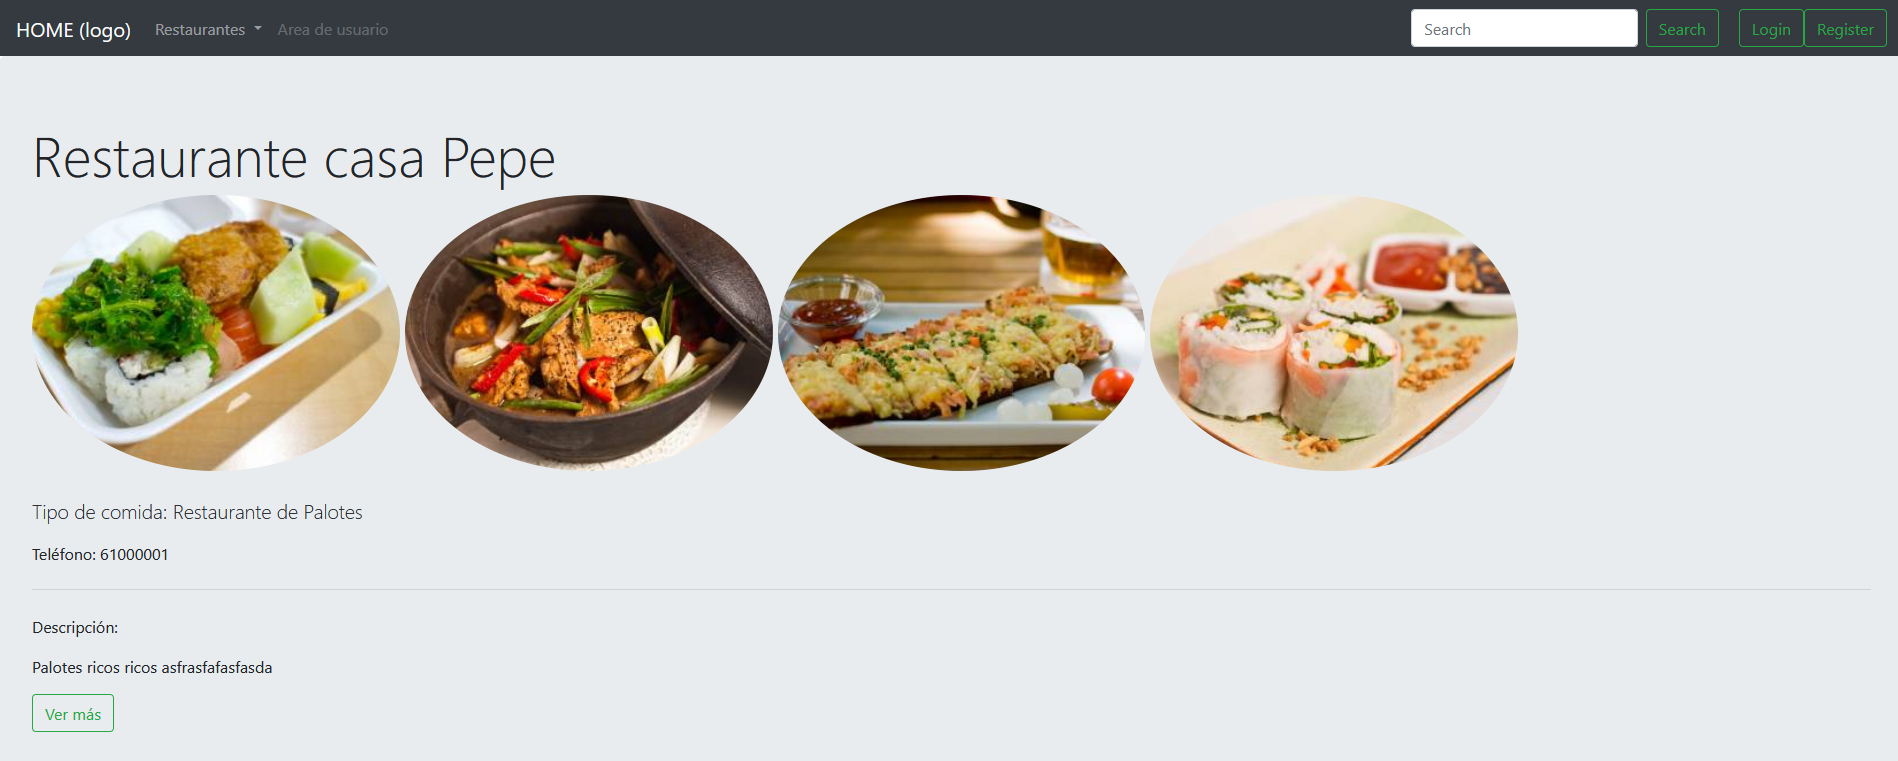 HOME (logo) Restaurantes Area de usuario Search Search Login Register
Restaurante casa Pepe
Tipo de comida: Restaurante de Palotes
Teléfono: 61000001
Descripción:
Palotes ricos ricos asfrasfafasfasda
Ver más